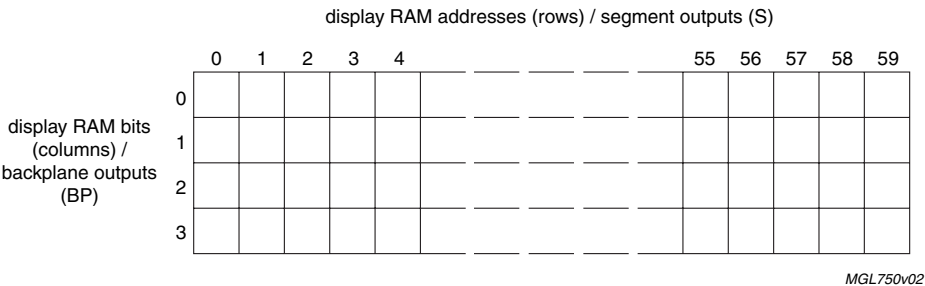 display RAM addresses (rows) / segment outputs (S)
0 1 2 3 4 55 56 57 58 59
0
display RAM bits
1
(columns) /
backplane outputs
2
(BP)
3
MGL750v02